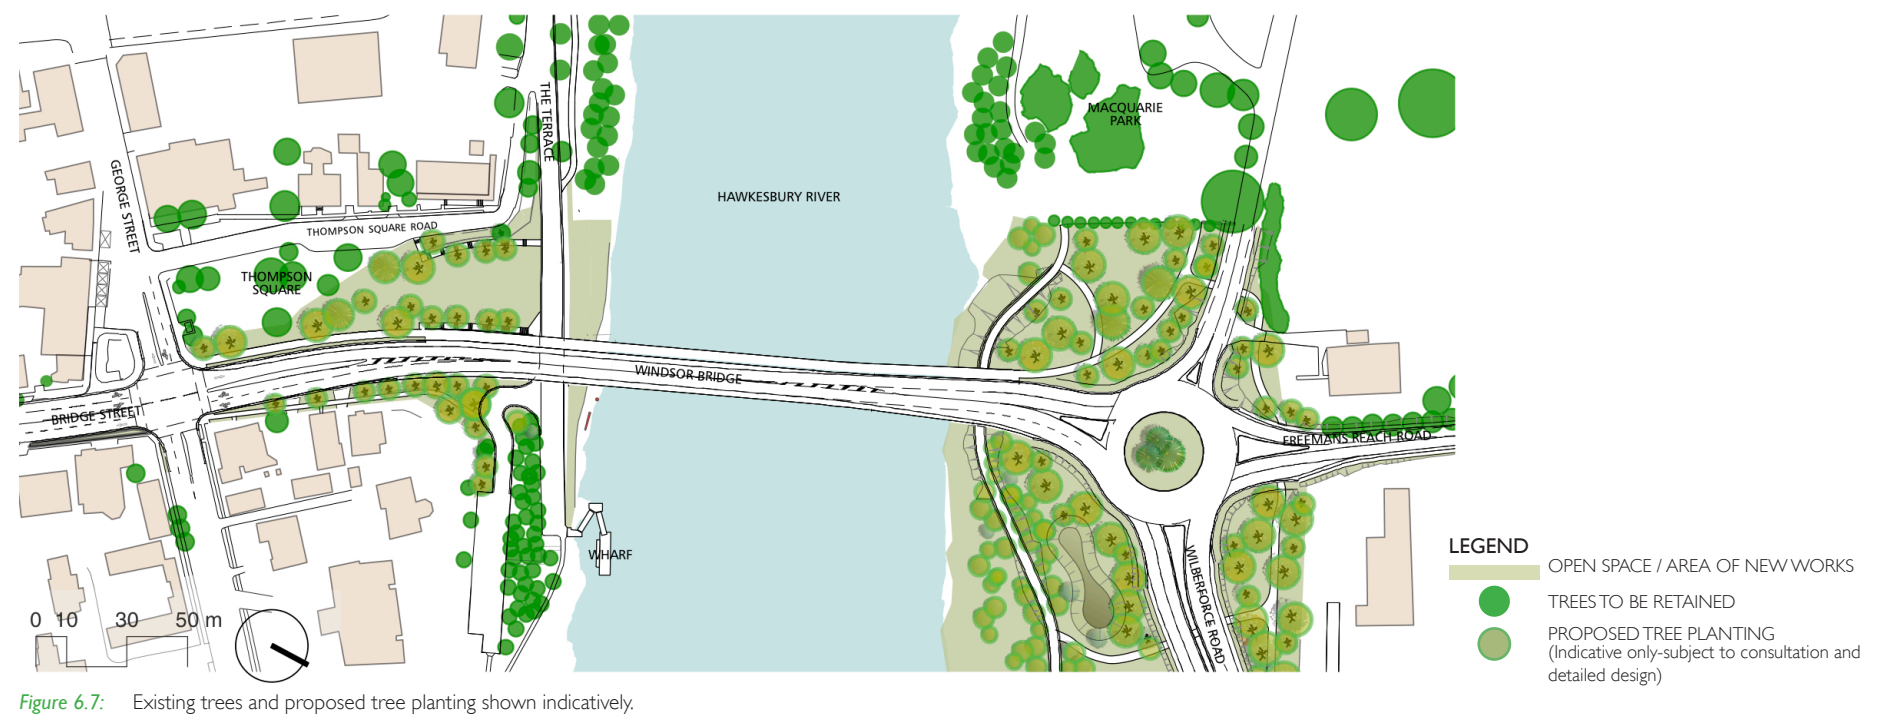 THE TERRACE
MACQUARIE
PARK
GEORGE STREET
HAWKESBURY RIVER
THOMPSON SQUARE ROAD
THOMPSON
SQUARE
WINDSOR BRIDGE
BRIDGE STREET
FREEMANS REACH ROAD
WHARF
WILBERFORCE ROAD
0 10 30 50 m
LEGEND
OPEN SPACE / AREA OF NEW WORKS
TREES TO BE RETAINED
PROPOSED TREE PLANTING
(Indicative only-subject to consultation and
detailed design)
Figure 6.7: Existing trees and proposed tree planting shown indicatively.